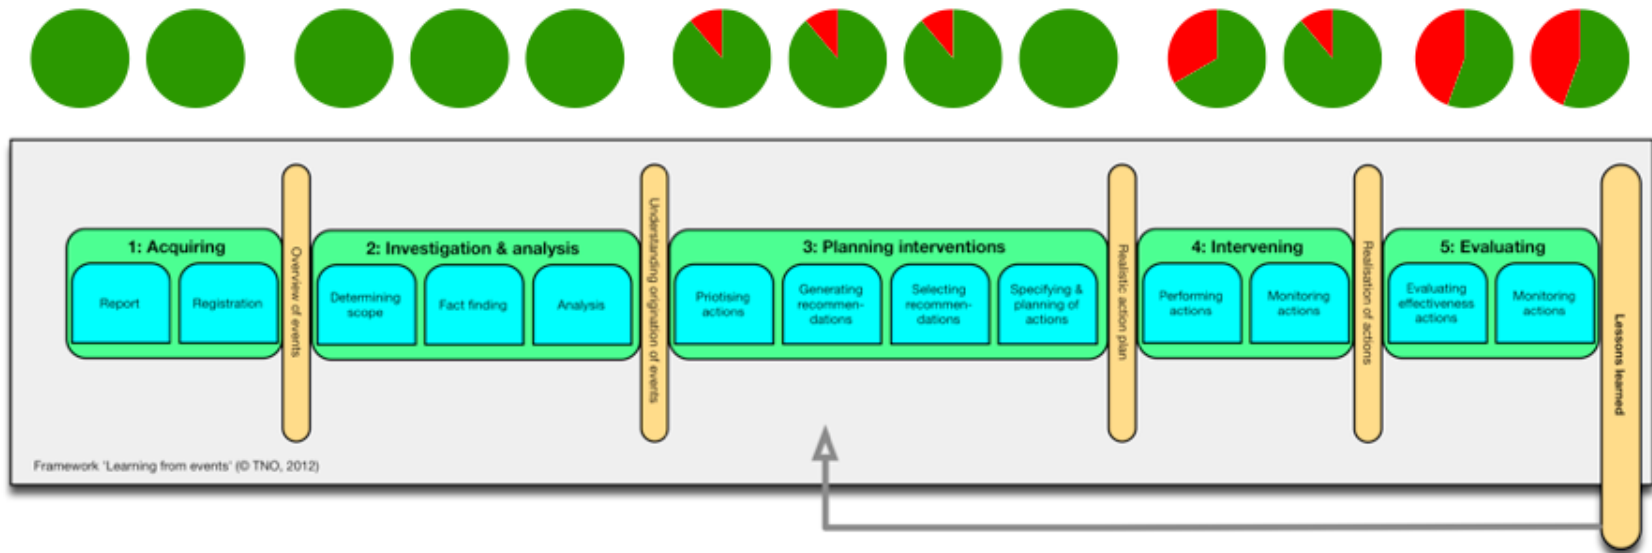 1: Acquiring
Report
Registration
Overview of events
2: Investigation & analysis
Determining
scope
Fact finding
Analysis
Understanding origination of events
3: Planning interventions
Priotising
actions
Generating
recommen-
dations
Selecting
recommen-
dations
Specifying &
planning of
actions
Realistic action plan
4: Intervening
Performing
actions
Monitoring
actions
Realisation of actions
5: Evaluating
Evaluating
effectiveness
actions
Monitoring
actions
Lessons learned
Framework 'Learning from events' (© TNO, 2012)